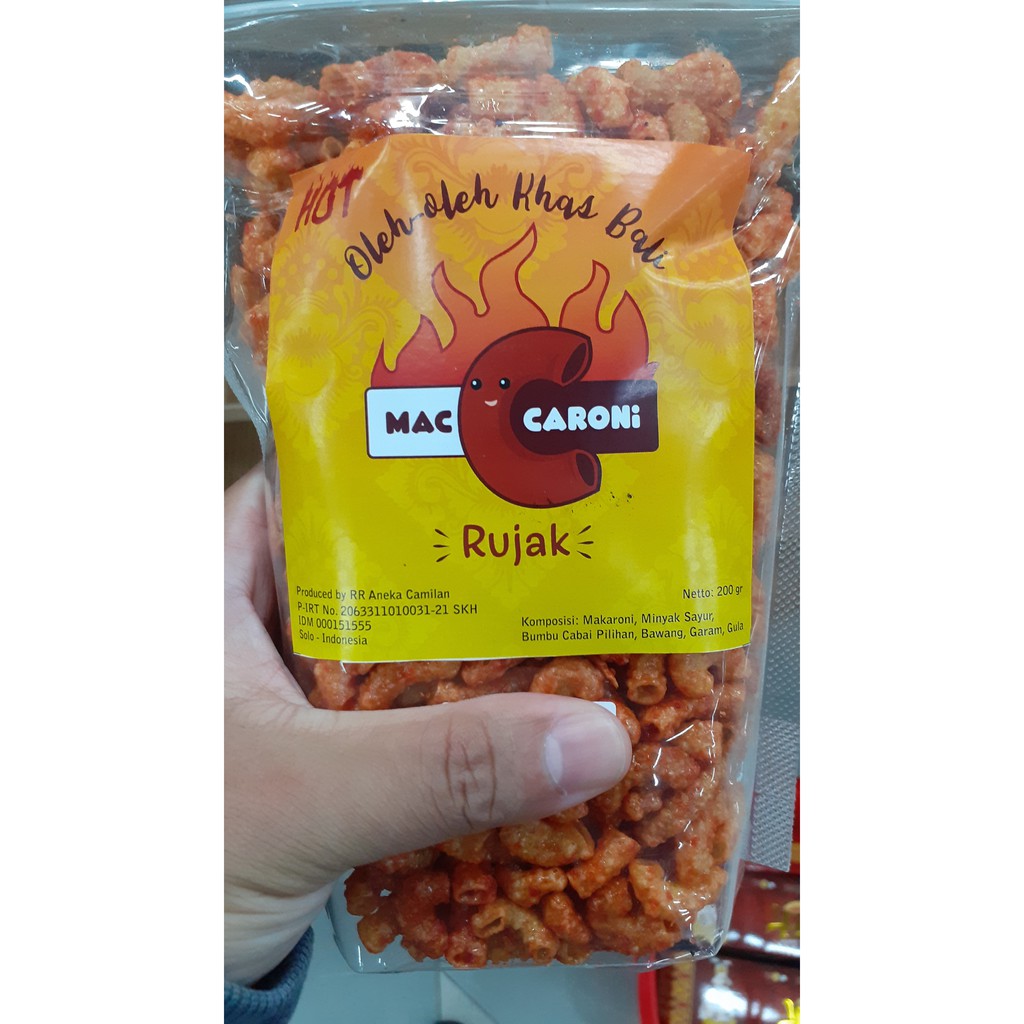 HOT
Oleh-oleh Khas Bali
MAC CARONi
Rujak
Produced by RR Aneka Camilan
P-IRT No. 2063311010031-21 SKH
IDM 000151555
Solo - Indonesia
Netto: 200 gr
Komposisi: Makaroni, Minyak Sayur,
Bumbu Cabai Pilihan, Bawang, Garam, Gula